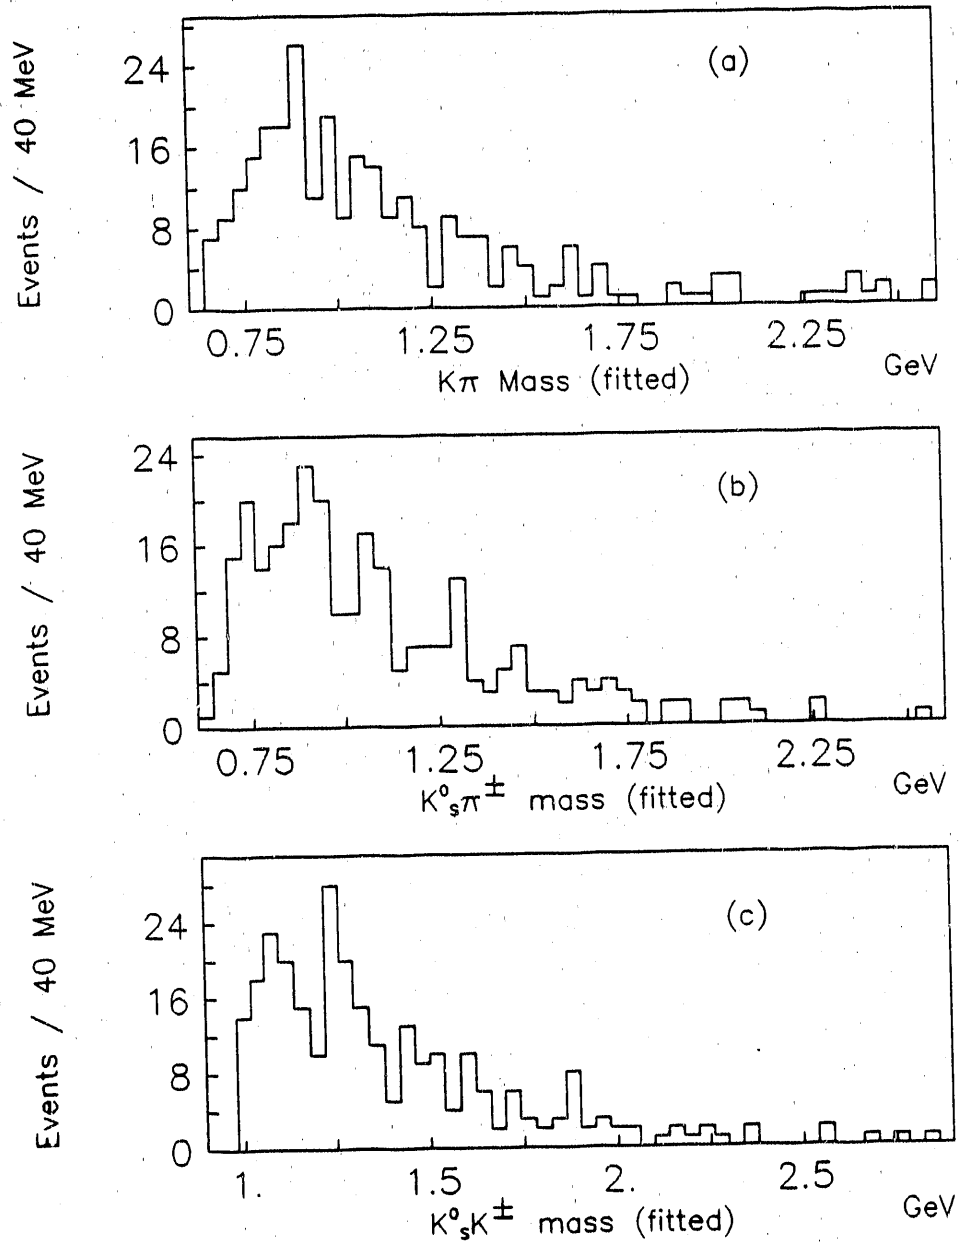 (a)
Events / 40 MeV
24
16
8
0
0.75 1.25 1.75 2.25
Kπ Mass (fitted) GeV
(b)
Events / 40 MeV
24
16
8
0
0.75 1.25 1.75 2.25
K⁰ₛπ± mass (fitted) GeV
(c)
Events / 40 MeV
24
16
8
0
1. 1.5 2. 2.5
K⁰ₛK± mass (fitted) GeV